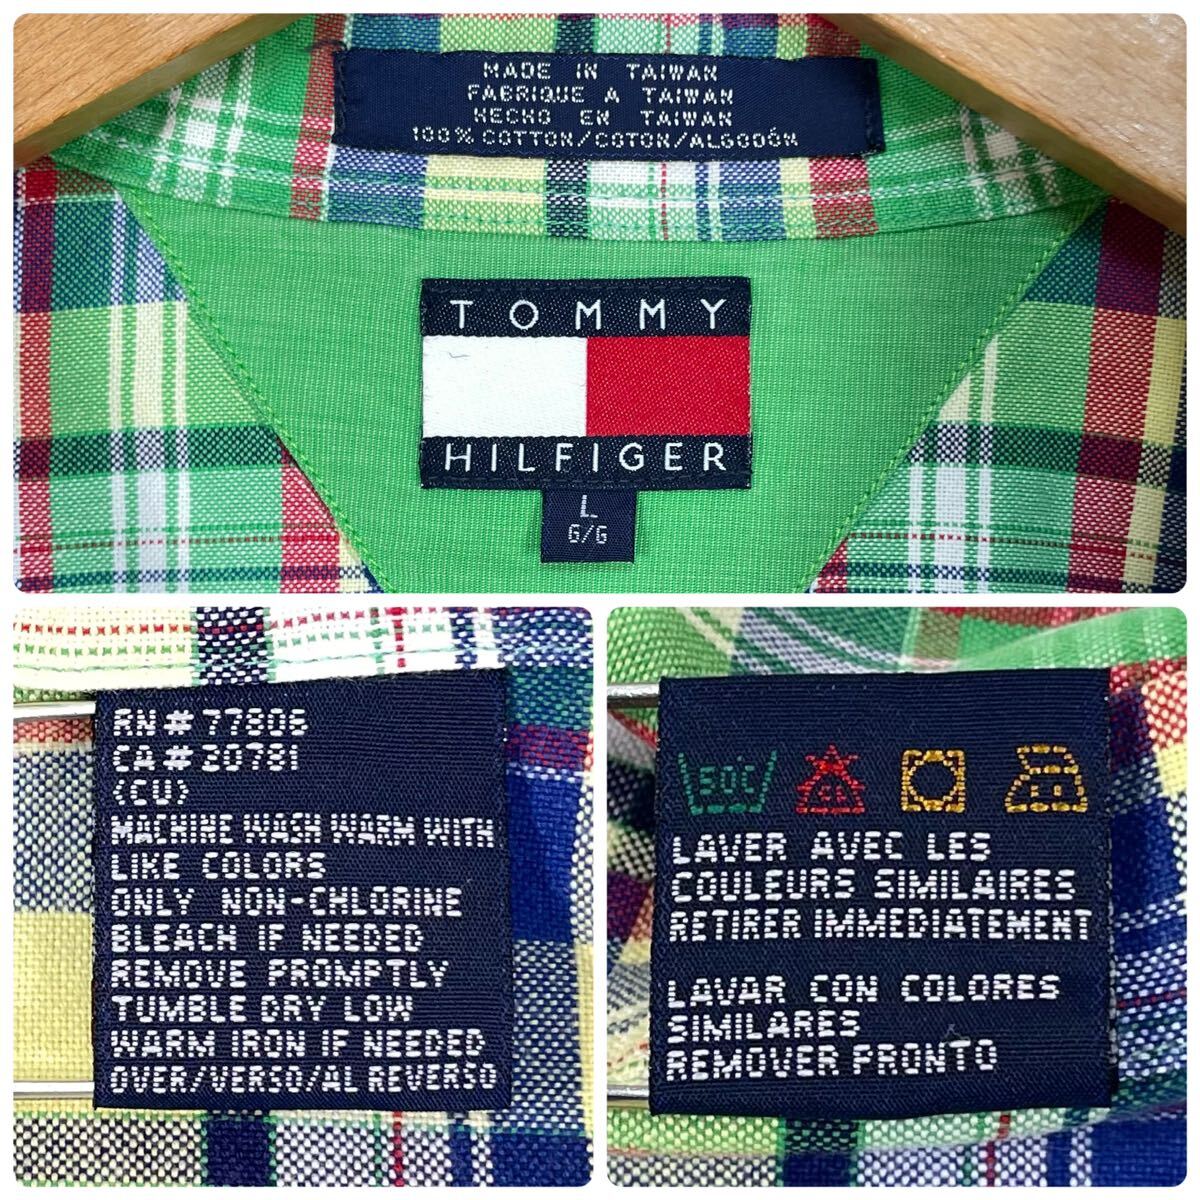 MADE IN TAIWAN
FABRIQUE A TAIWAN
HECHO EN TAIWAN
100% COTTON/COTON/ALGODÓN
TOMMY
HILFIGER
L
G/G
RN # 77806
CA # 20781
(CU)
MACHINE WASH WARM WITH
LIKE COLORS
ONLY NON-CHLORINE
BLEACH IF NEEDED
REMOVE PROMPTLY
TUMBLE DRY LOW
WARM IRON IF NEEDED
OVER/VERSO/AL REVERSO
50°C CL
LAVER AVEC LES
COULEURS SIMILAIRES
RETIRER IMMEDIATEMENT
LAVAR CON COLORES
SIMILARES
REMOVER PRONTO